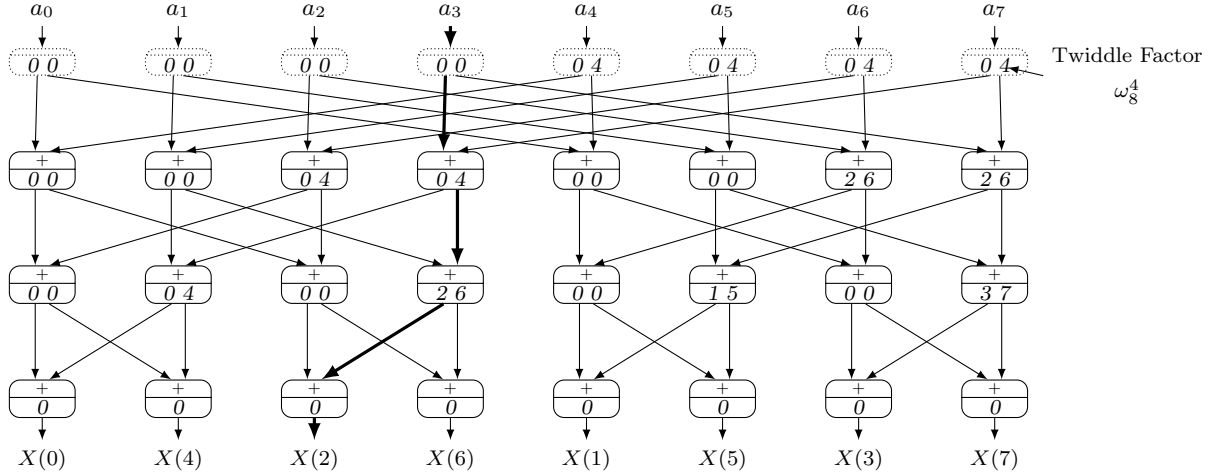 a₀ a₁ a₂ a₃ a₄ a₅ a₆ a₇
0 0 0 0 0 0 0 0 0 4 0 4 0 4 0 4
Twiddle Factor
ω₈⁴
+ + + + + + + +
0 0 0 0 0 4 0 4 0 0 0 0 2 6 2 6
+ + + + + + + +
0 0 0 4 0 0 2 6 0 0 1 5 0 0 3 7
+ + + + + + + +
0 0 0 0 0 0 0 0
X(0) X(4) X(2) X(6) X(1) X(5) X(3) X(7)